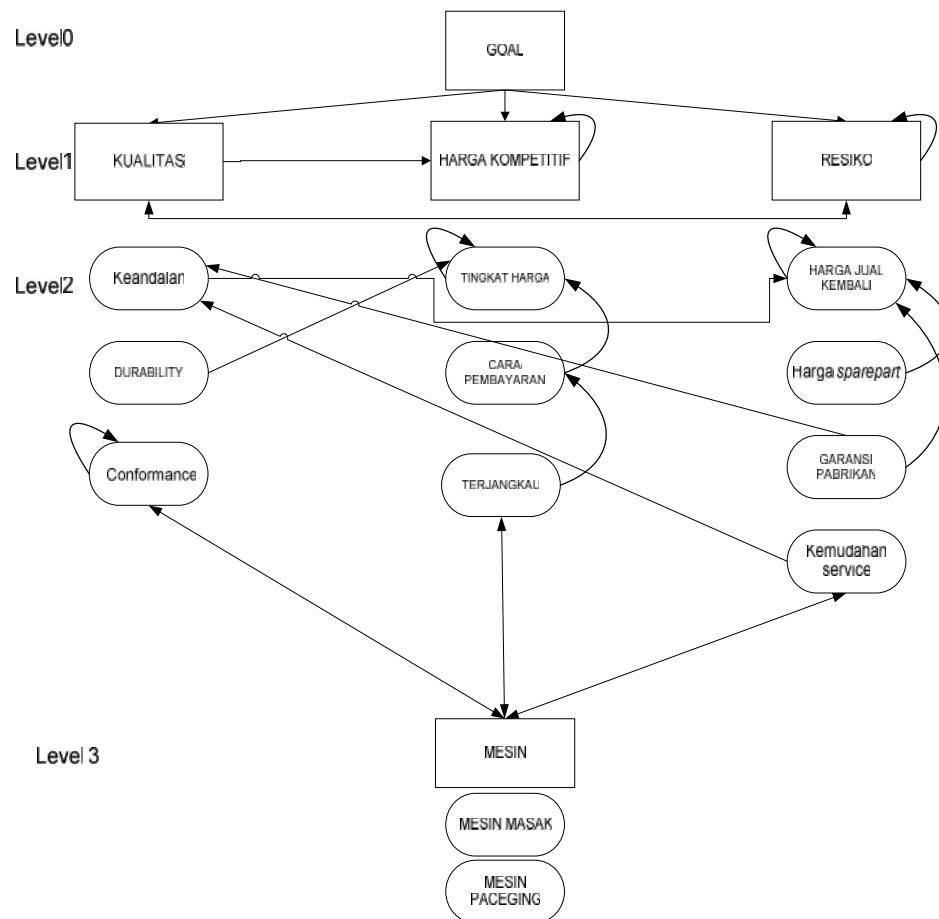 Level0
GOAL
Level1
KUALITAS
HARGA KOMPETITIF
RESIKO
Level2
Keandalan
TINGKAT HARGA
HARGA JUAL
KEMBALI
DURABILITY
CARA
PEMBAYARAN
Harga sparepart
Conformance
TERJANGKAU
GARANSI
PABRIKAN
Kemudahan
service
Level 3
MESIN
MESIN MASAK
MESIN
PACEGING